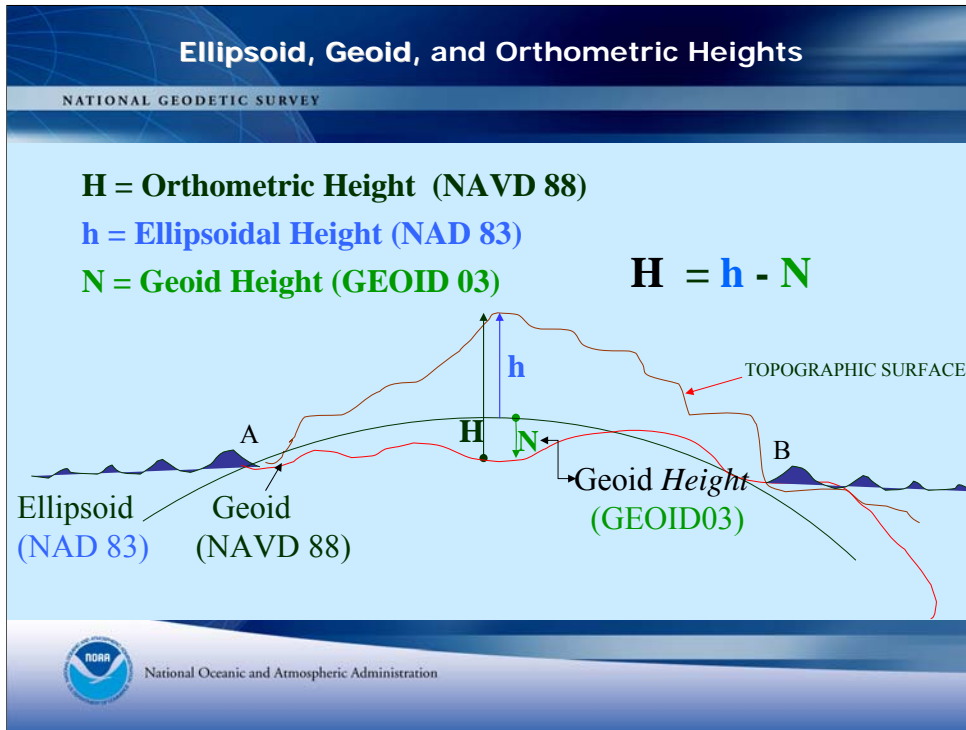 Ellipsoid, Geoid, and Orthometric Heights
NATIONAL GEODETIC SURVEY
H = Orthometric Height (NAVD 88)
h = Ellipsoidal Height (NAD 83)
N = Geoid Height (GEOID 03)
H = h - N
TOPOGRAPHIC SURFACE
h
A
H
N
B
Geoid Height
(GEOID03)
Ellipsoid
(NAD 83)
Geoid
(NAVD 88)
NOAA
National Oceanic and Atmospheric Administration